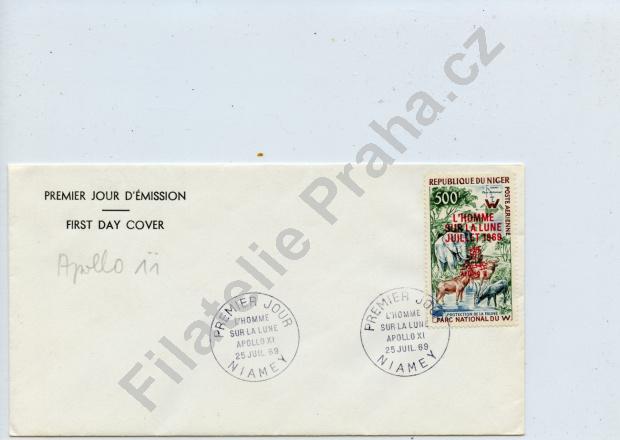 PREMIER JOUR D'ÉMISSION
FIRST DAY COVER
Apollo 11
PREMIER JOUR
L'HOMME
SUR LA LUNE
APOLLO XI
25 JUIL. 69
NIAMEY
PREMIER JOUR
L'HOMME
SUR LA LUNE
APOLLO XI
25 JUIL. 69
NIAMEY
REPUBLIQUE DU NIGER
500F
W
POSTE AERIENNE
L'HOMME
SUR LA LUNE
JUILLET 1969
PROTECTION DE LA FAUNE
PARC NATIONAL DU W
Filatelie Praha.cz